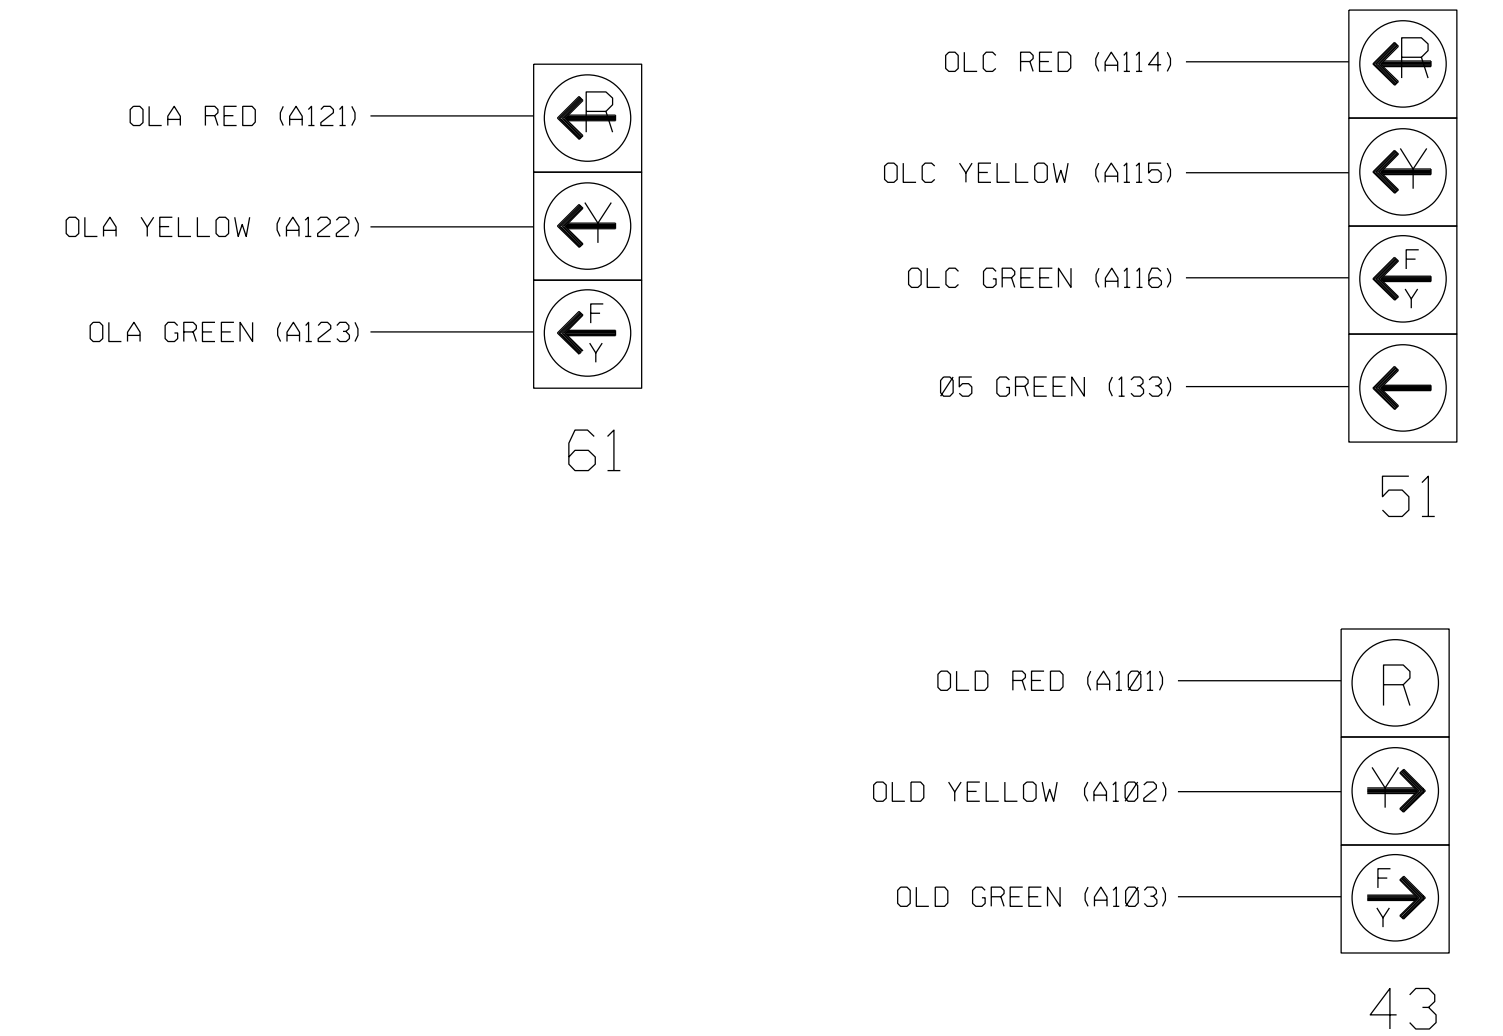 OLA RED (A121)
R
OLA YELLOW (A122)
Y
OLA GREEN (A123)
F
Y
61
OLC RED (A114)
R
OLC YELLOW (A115)
Y
OLC GREEN (A116)
F
Y
Ø5 GREEN (133)
51
OLD RED (A1Ø1)
R
OLD YELLOW (A1Ø2)
Y
OLD GREEN (A1Ø3)
F
Y
43